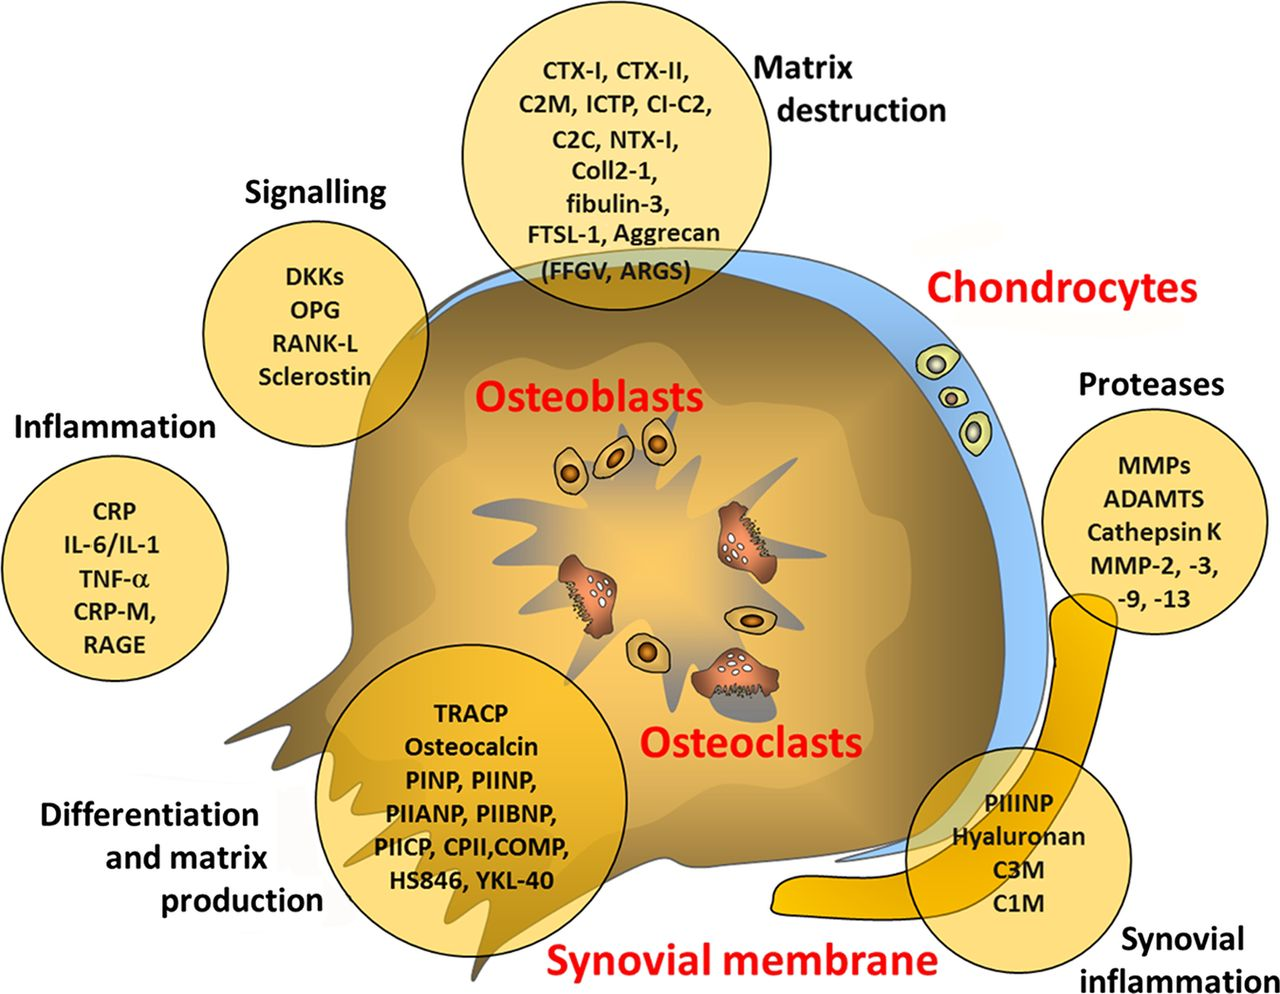 CTX-I, CTX-II,
C2M, ICTP, CI-C2,
C2C, NTX-I,
Coll2-1,
fibulin-3,
FTSL-1, Aggrecan
(FFGV, ARGS)
Matrix
destruction
Signalling
DKKs
OPG
RANK-L
Sclerostin
Chondrocytes
Osteoblasts
Proteases
MMPs
ADAMTS
Cathepsin K
MMP-2, -3,
-9, -13
Inflammation
CRP
IL-6/IL-1
TNF-α
CRP-M,
RAGE
Osteoclasts
TRACP
Osteocalcin
PINP, PIINP,
PIIANP, PIIBNP,
PIICP, CPII,COMP,
HS846, YKL-40
Differentiation
and matrix
production
PIIINP
Hyaluronan
C3M
C1M
Synovial membrane
Synovial
inflammation